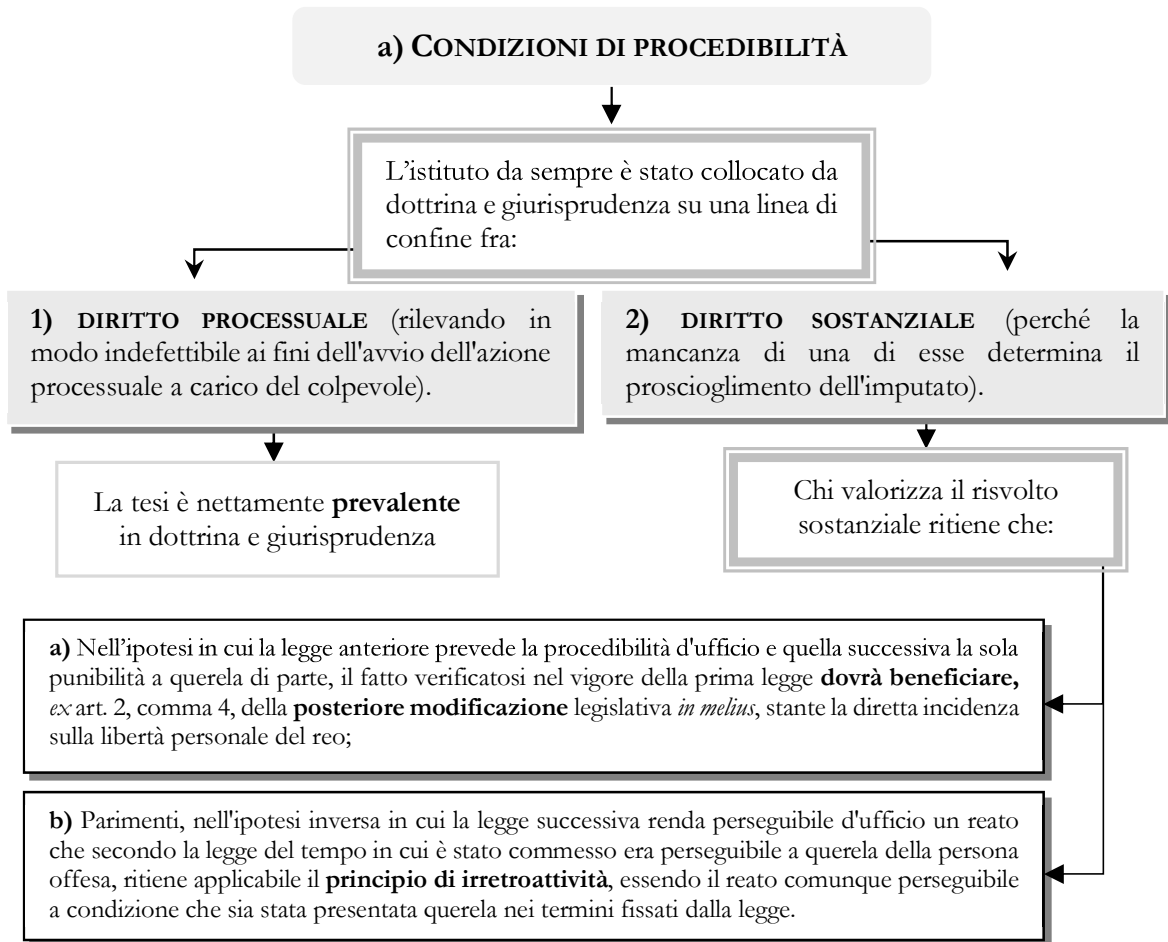 a) CONDIZIONI DI PROCEDIBILITÀ
L'istituto da sempre è stato collocato da
dottrina e giurisprudenza su una linea di
confine fra:
1) DIRITTO PROCESSUALE (rilevando in
modo indefettibile ai fini dell'avvio dell'azione
processuale a carico del colpevole).
2) DIRITTO SOSTANZIALE (perché la
mancanza di una di esse determina il
proscioglimento dell'imputato).
La tesi è nettamente prevalente
in dottrina e giurisprudenza
Chi valorizza il risvolto
sostanziale ritiene che:
a) Nell'ipotesi in cui la legge anteriore prevede la procedibilità d'ufficio e quella successiva la sola
punibilità a querela di parte, il fatto verificatosi nel vigore della prima legge dovrà beneficiare,
ex art. 2, comma 4, della posteriore modificazione legislativa in melius, stante la diretta incidenza
sulla libertà personale del reo;
b) Parimenti, nell'ipotesi inversa in cui la legge successiva renda perseguibile d'ufficio un reato
che secondo la legge del tempo in cui è stato commesso era perseguibile a querela della persona
offesa, ritiene applicabile il principio di irretroattività, essendo il reato comunque perseguibile
a condizione che sia stata presentata querela nei termini fissati dalla legge.